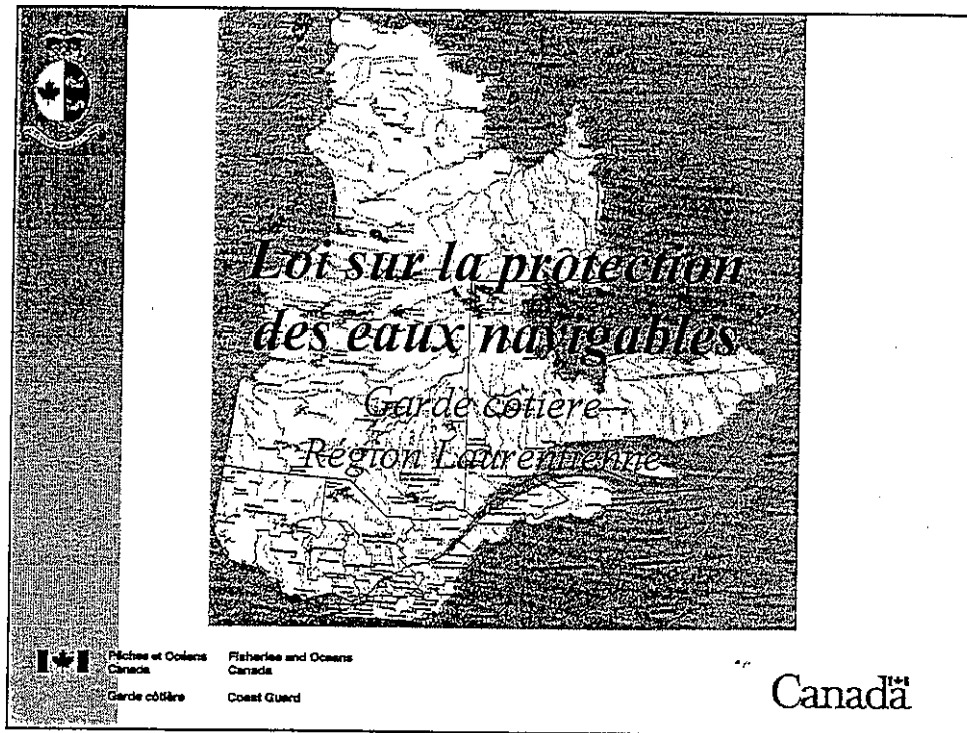 Loi sur la protection
des eaux navigables
Garde côtière
Région Laurentienne
Pêches et Océans
Canada
Fisheries and Oceans
Canada
Garde côtière
Coast Guard
Canada